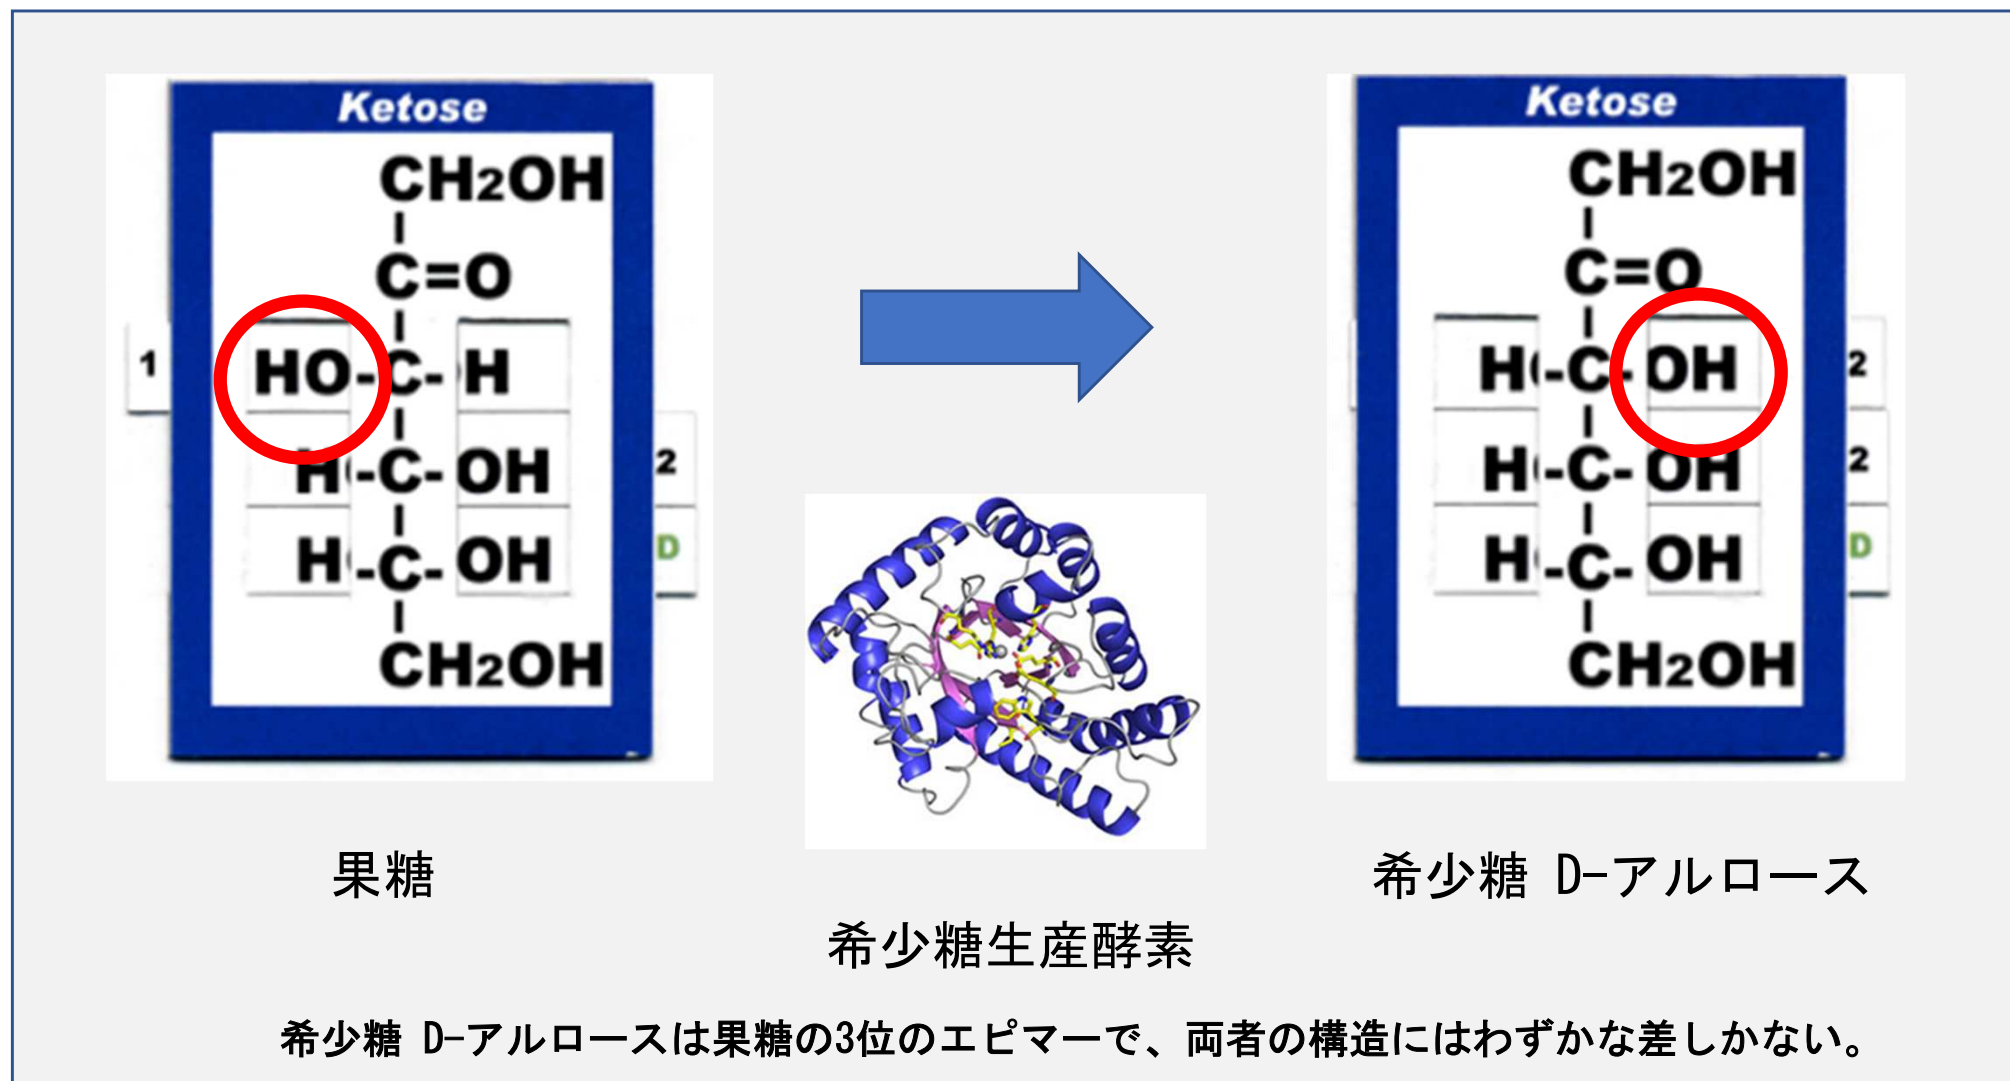 Ketose
CH2OH
C=O
1 HO-C-H
H-C-OH 2
H-C-OH D
CH2OH
Ketose
CH2OH
C=O
H-C-OH 2
H-C-OH 2
H-C-OH D
CH2OH
果糖
希少糖 D-アルロース
希少糖生産酵素
希少糖 D-アルロースは果糖の3位のエピマーで、両者の構造にはわずかな差しかない。